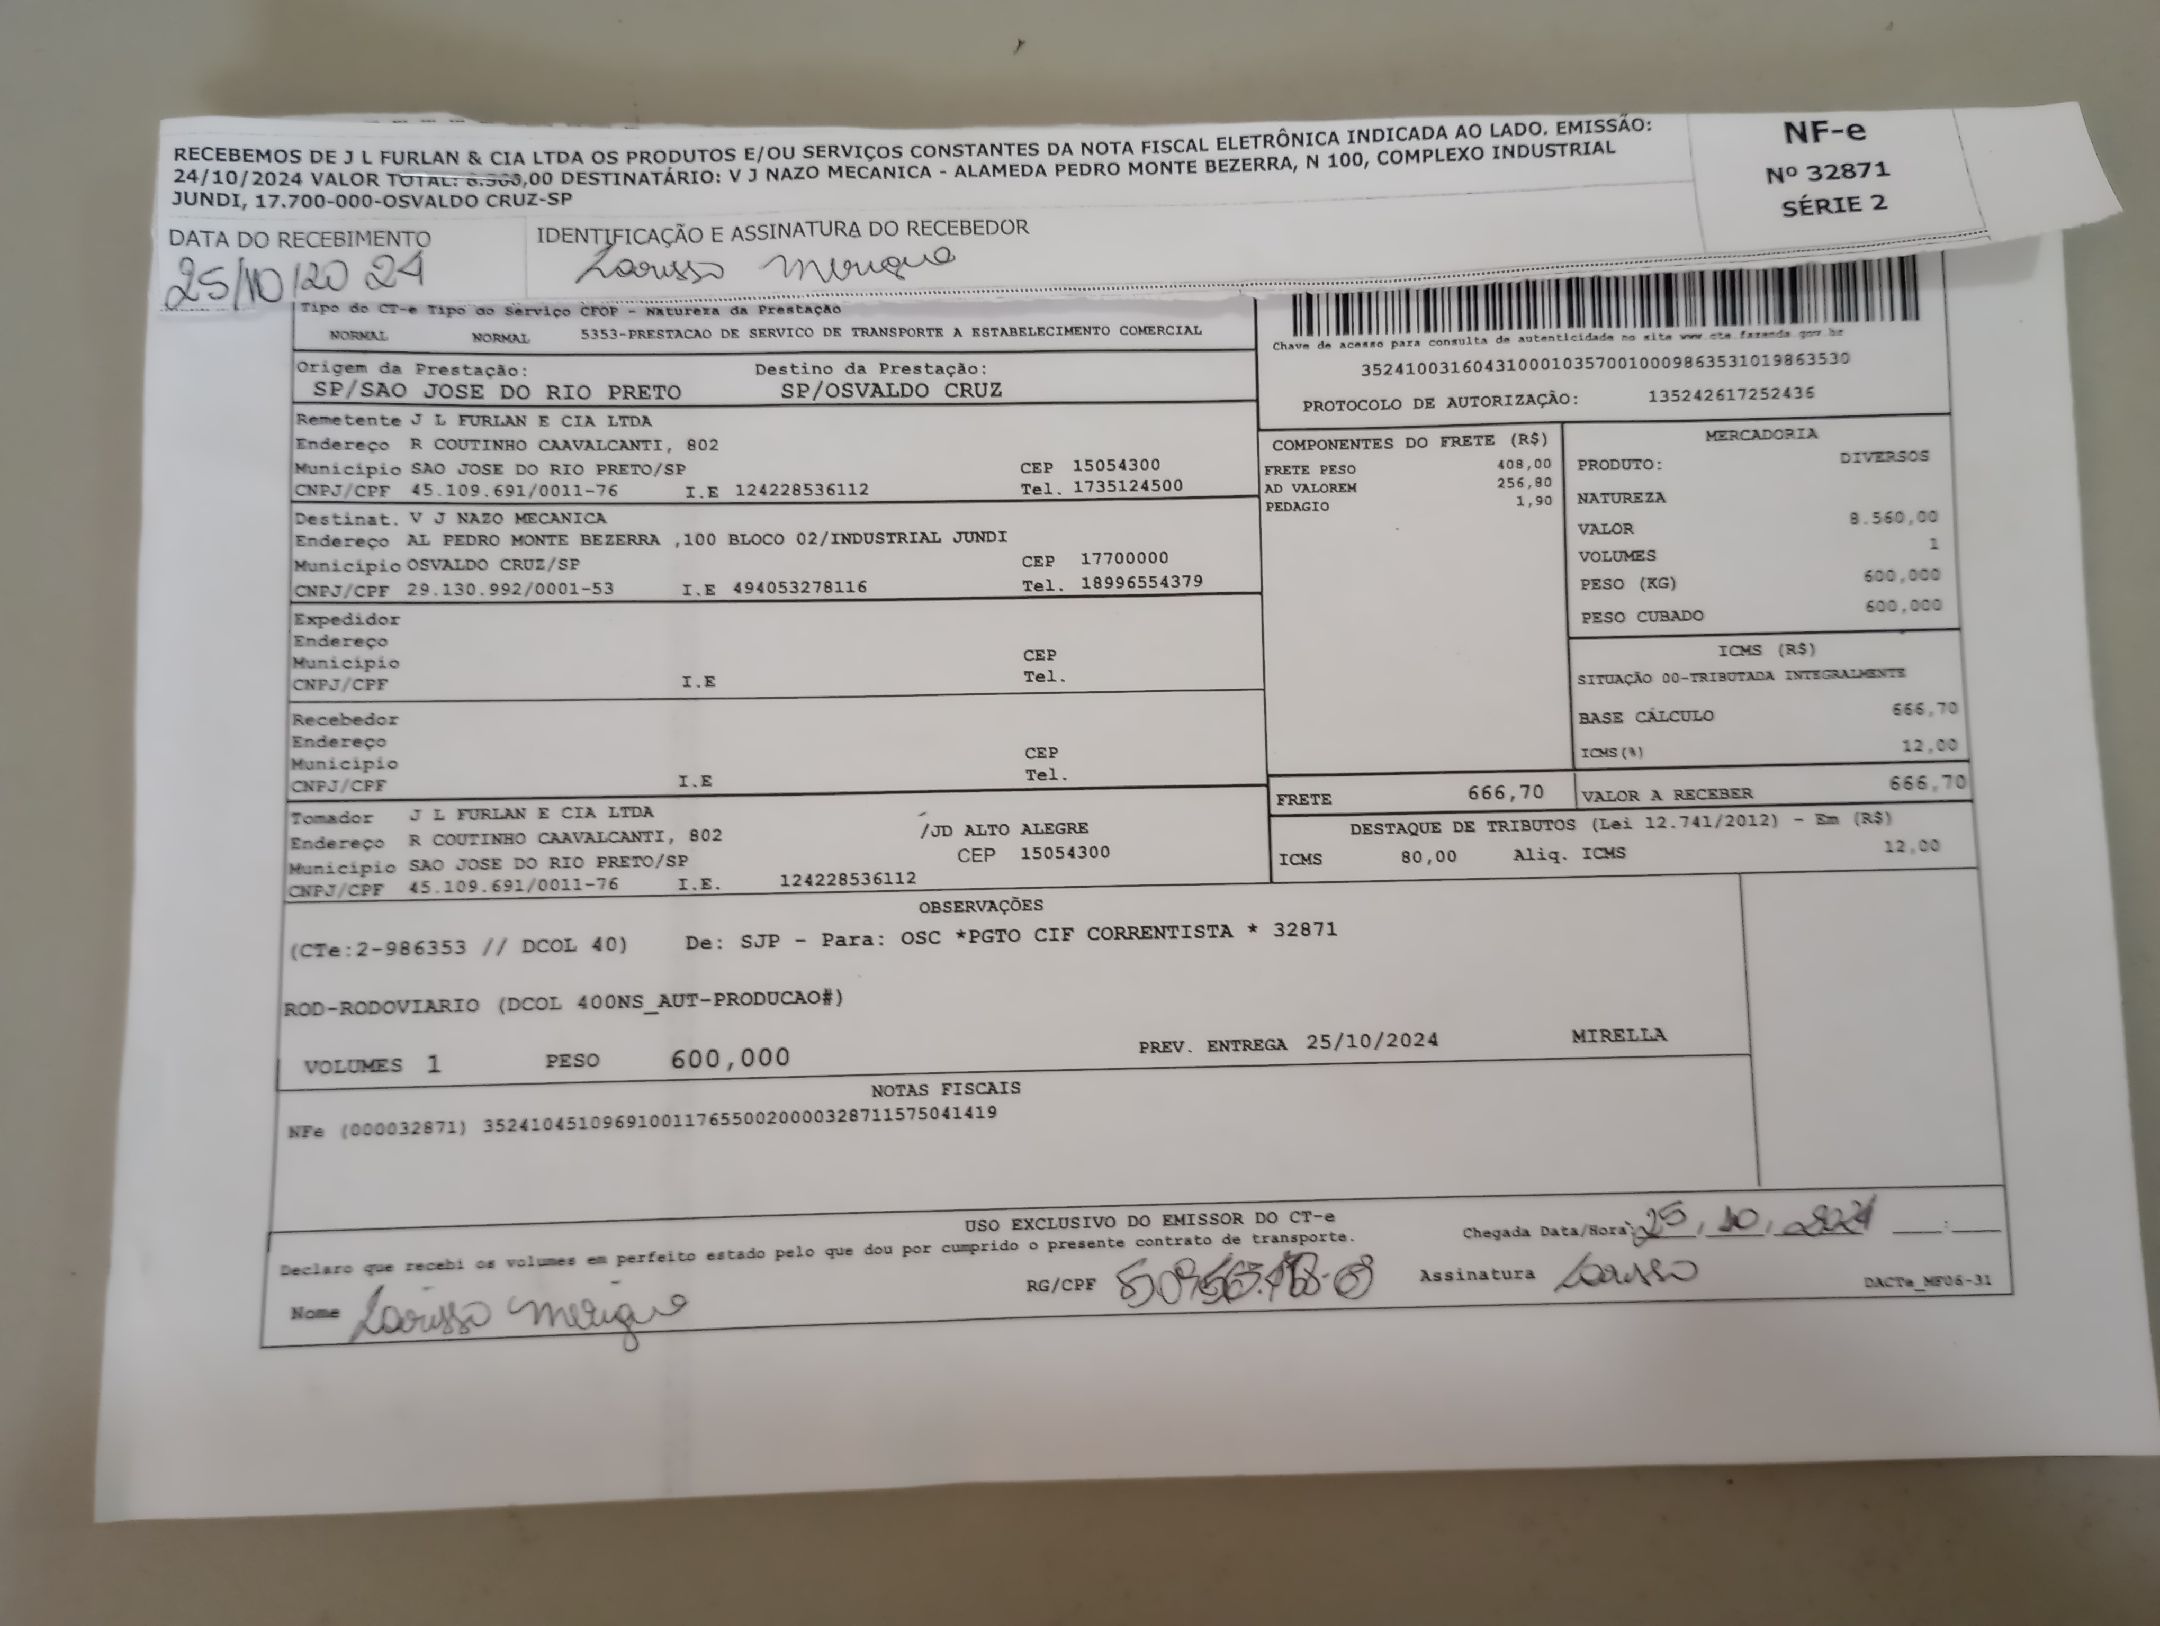 RECEBEMOS DE J L FURLAN & CIA LTDA OS PRODUTOS E/OU SERVIÇOS CONSTANTES DA NOTA FISCAL ELETRÔNICA INDICADA AO LADO. EMISSÃO:
24/10/2024 VALOR TOTAL: ,00 DESTINATÁRIO: V J NAZO MECANICA - ALAMEDA PEDRO MONTE BEZERRA, N 100, COMPLEXO INDUSTRIAL
JUNDI, 17.700-000-OSVALDO CRUZ-SP
NF-e
Nº 32871
SÉRIE 2
DATA DO RECEBIMENTO
25/10/2024
IDENTIFICAÇÃO E ASSINATURA DO RECEBEDOR
Tipo do CT-e Tipo do Serviço CFOP - Natureza da Prestação
NORMAL NORMAL 5353-PRESTACAO DE SERVICO DE TRANSPORTE A ESTABELECIMENTO COMERCIAL
Chave de acesso para consulta de autenticidade no site www.cte.fazenda.gov.br
35241003160431000103570010009863531019863530
PROTOCOLO DE AUTORIZAÇÃO: 135242617252436
Origem da Prestação: Destino da Prestação:
SP/SAO JOSE DO RIO PRETO SP/OSVALDO CRUZ
Remetente J L FURLAN E CIA LTDA
Endereço R COUTINHO CAAVALCANTI, 802
Municipio SAO JOSE DO RIO PRETO/SP CEP 15054300
CNPJ/CPF 45.109.691/0011-76 I.E 124228536112 Tel. 1735124500
Destinat. V J NAZO MECANICA
Endereço AL PEDRO MONTE BEZERRA ,100 BLOCO 02/INDUSTRIAL JUNDI
Municipio OSVALDO CRUZ/SP CEP 17700000
CNPJ/CPF 29.130.992/0001-53 I.E 494053278116 Tel. 18996554379
Expedidor
Endereço
Municipio CEP
CNPJ/CPF I.E Tel.
Recebedor
Endereço
Municipio CEP
CNPJ/CPF I.E Tel.
Tomador J L FURLAN E CIA LTDA
Endereço R COUTINHO CAAVALCANTI, 802 /JD ALTO ALEGRE
Municipio SAO JOSE DO RIO PRETO/SP CEP 15054300
CNPJ/CPF 45.109.691/0011-76 I.E. 124228536112
COMPONENTES DO FRETE (R$)
FRETE PESO 408,00
AD VALOREM 256,80
PEDAGIO 1,90
MERCADORIA
PRODUTO: DIVERSOS
NATUREZA
VALOR 8.560,00
VOLUMES 1
PESO (KG) 600,000
PESO CUBADO 600,000
ICMS (R$)
SITUAÇÃO 00-TRIBUTADA INTEGRALMENTE
BASE CÁLCULO 666,70
ICMS(%) 12,00
FRETE 666,70 VALOR A RECEBER 666,70
DESTAQUE DE TRIBUTOS (Lei 12.741/2012) - Em (R$)
ICMS 80,00 Aliq. ICMS 12,00
OBSERVAÇÕES
(CTe:2-986353 // DCOL 40) De: SJP - Para: OSC *PGTO CIF CORRENTISTA * 32871
ROD-RODOVIARIO (DCOL 400NS_AUT-PRODUCAO#)
VOLUMES 1 PESO 600,000 PREV. ENTREGA 25/10/2024 MIRELLA
NOTAS FISCAIS
NFe (000032871) 35241045109691001176550020000328711575041419
USO EXCLUSIVO DO EMISSOR DO CT-e
Declaro que recebi os volumes em perfeito estado pelo que dou por cumprido o presente contrato de transporte.
Chegada Data/Hora: 25, 10, 2024 ____:____
Nome
RG/CPF
Assinatura
DACTe_MF06-31